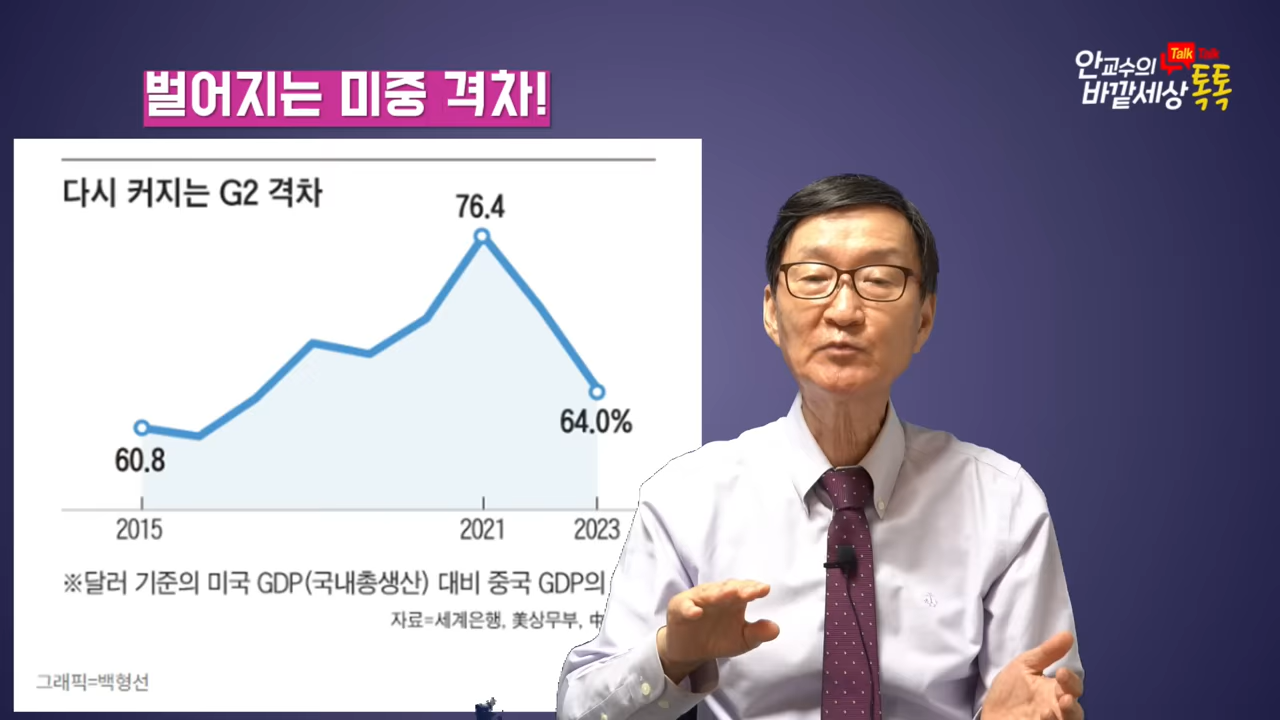 벌어지는 미중 격차!
안교수의 Talk Talk
바깥세상 톡톡
다시 커지는 G2 격차
76.4
64.0%
60.8
2015 2021 2023
※달러 기준의 미국 GDP(국내총생산) 대비 중국 GDP의
자료=세계은행, 美상무부, 中
그래픽=백형선